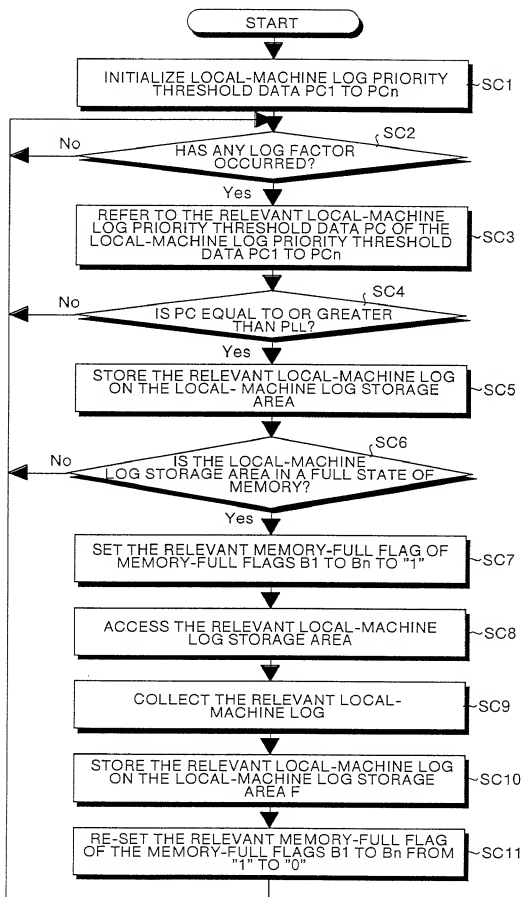 START
INITIALIZE LOCAL-MACHINE LOG PRIORITY
THRESHOLD DATA PC1 TO PCn
SC1
SC2
No
HAS ANY LOG FACTOR
OCCURRED?
Yes
REFER TO THE RELEVANT LOCAL-MACHINE
LOG PRIORITY THRESHOLD DATA PC OF THE
LOCAL-MACHINE LOG PRIORITY THRESHOLD
DATA PC1 TO PCn
SC3
SC4
No
IS PC EQUAL TO OR GREATER
THAN PLL?
Yes
STORE THE RELEVANT LOCAL-MACHINE LOG
ON THE LOCAL- MACHINE LOG STORAGE
AREA
SC5
SC6
No
IS THE LOCAL-MACHINE
LOG STORAGE AREA IN A FULL STATE OF
MEMORY?
Yes
SET THE RELEVANT MEMORY-FULL FLAG OF
MEMORY-FULL FLAGS B1 TO Bn TO "1"
SC7
ACCESS THE RELEVANT LOCAL-MACHINE
LOG STORAGE AREA
SC8
COLLECT THE RELEVANT LOCAL-
MACHINE LOG
SC9
STORE THE RELEVANT LOCAL-MACHINE LOG
ON THE LOCAL-MACHINE LOG STORAGE
AREA F
SC10
RE-SET THE RELEVANT MEMORY-FULL FLAG
OF THE MEMORY-FULL FLAGS B1 TO Bn FROM
"1" TO "0"
SC11